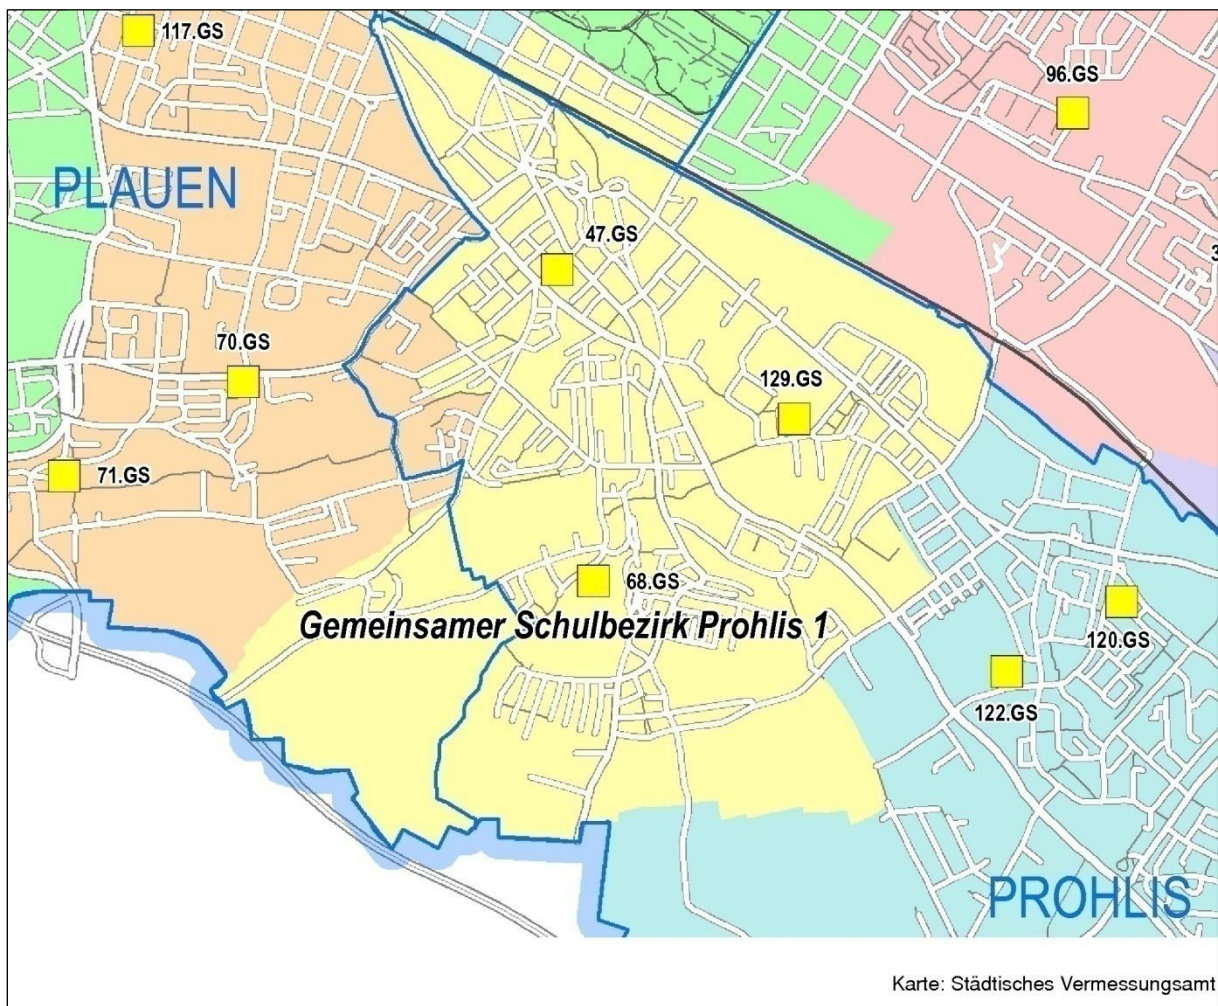 117.GS
96.GS
PLAUEN
47.GS
3
70.GS
129.GS
71.GS
68.GS
Gemeinsamer Schulbezirk Prohlis 1
120.GS
122.GS
PROHLIS
Karte: Städtisches Vermessungsamt